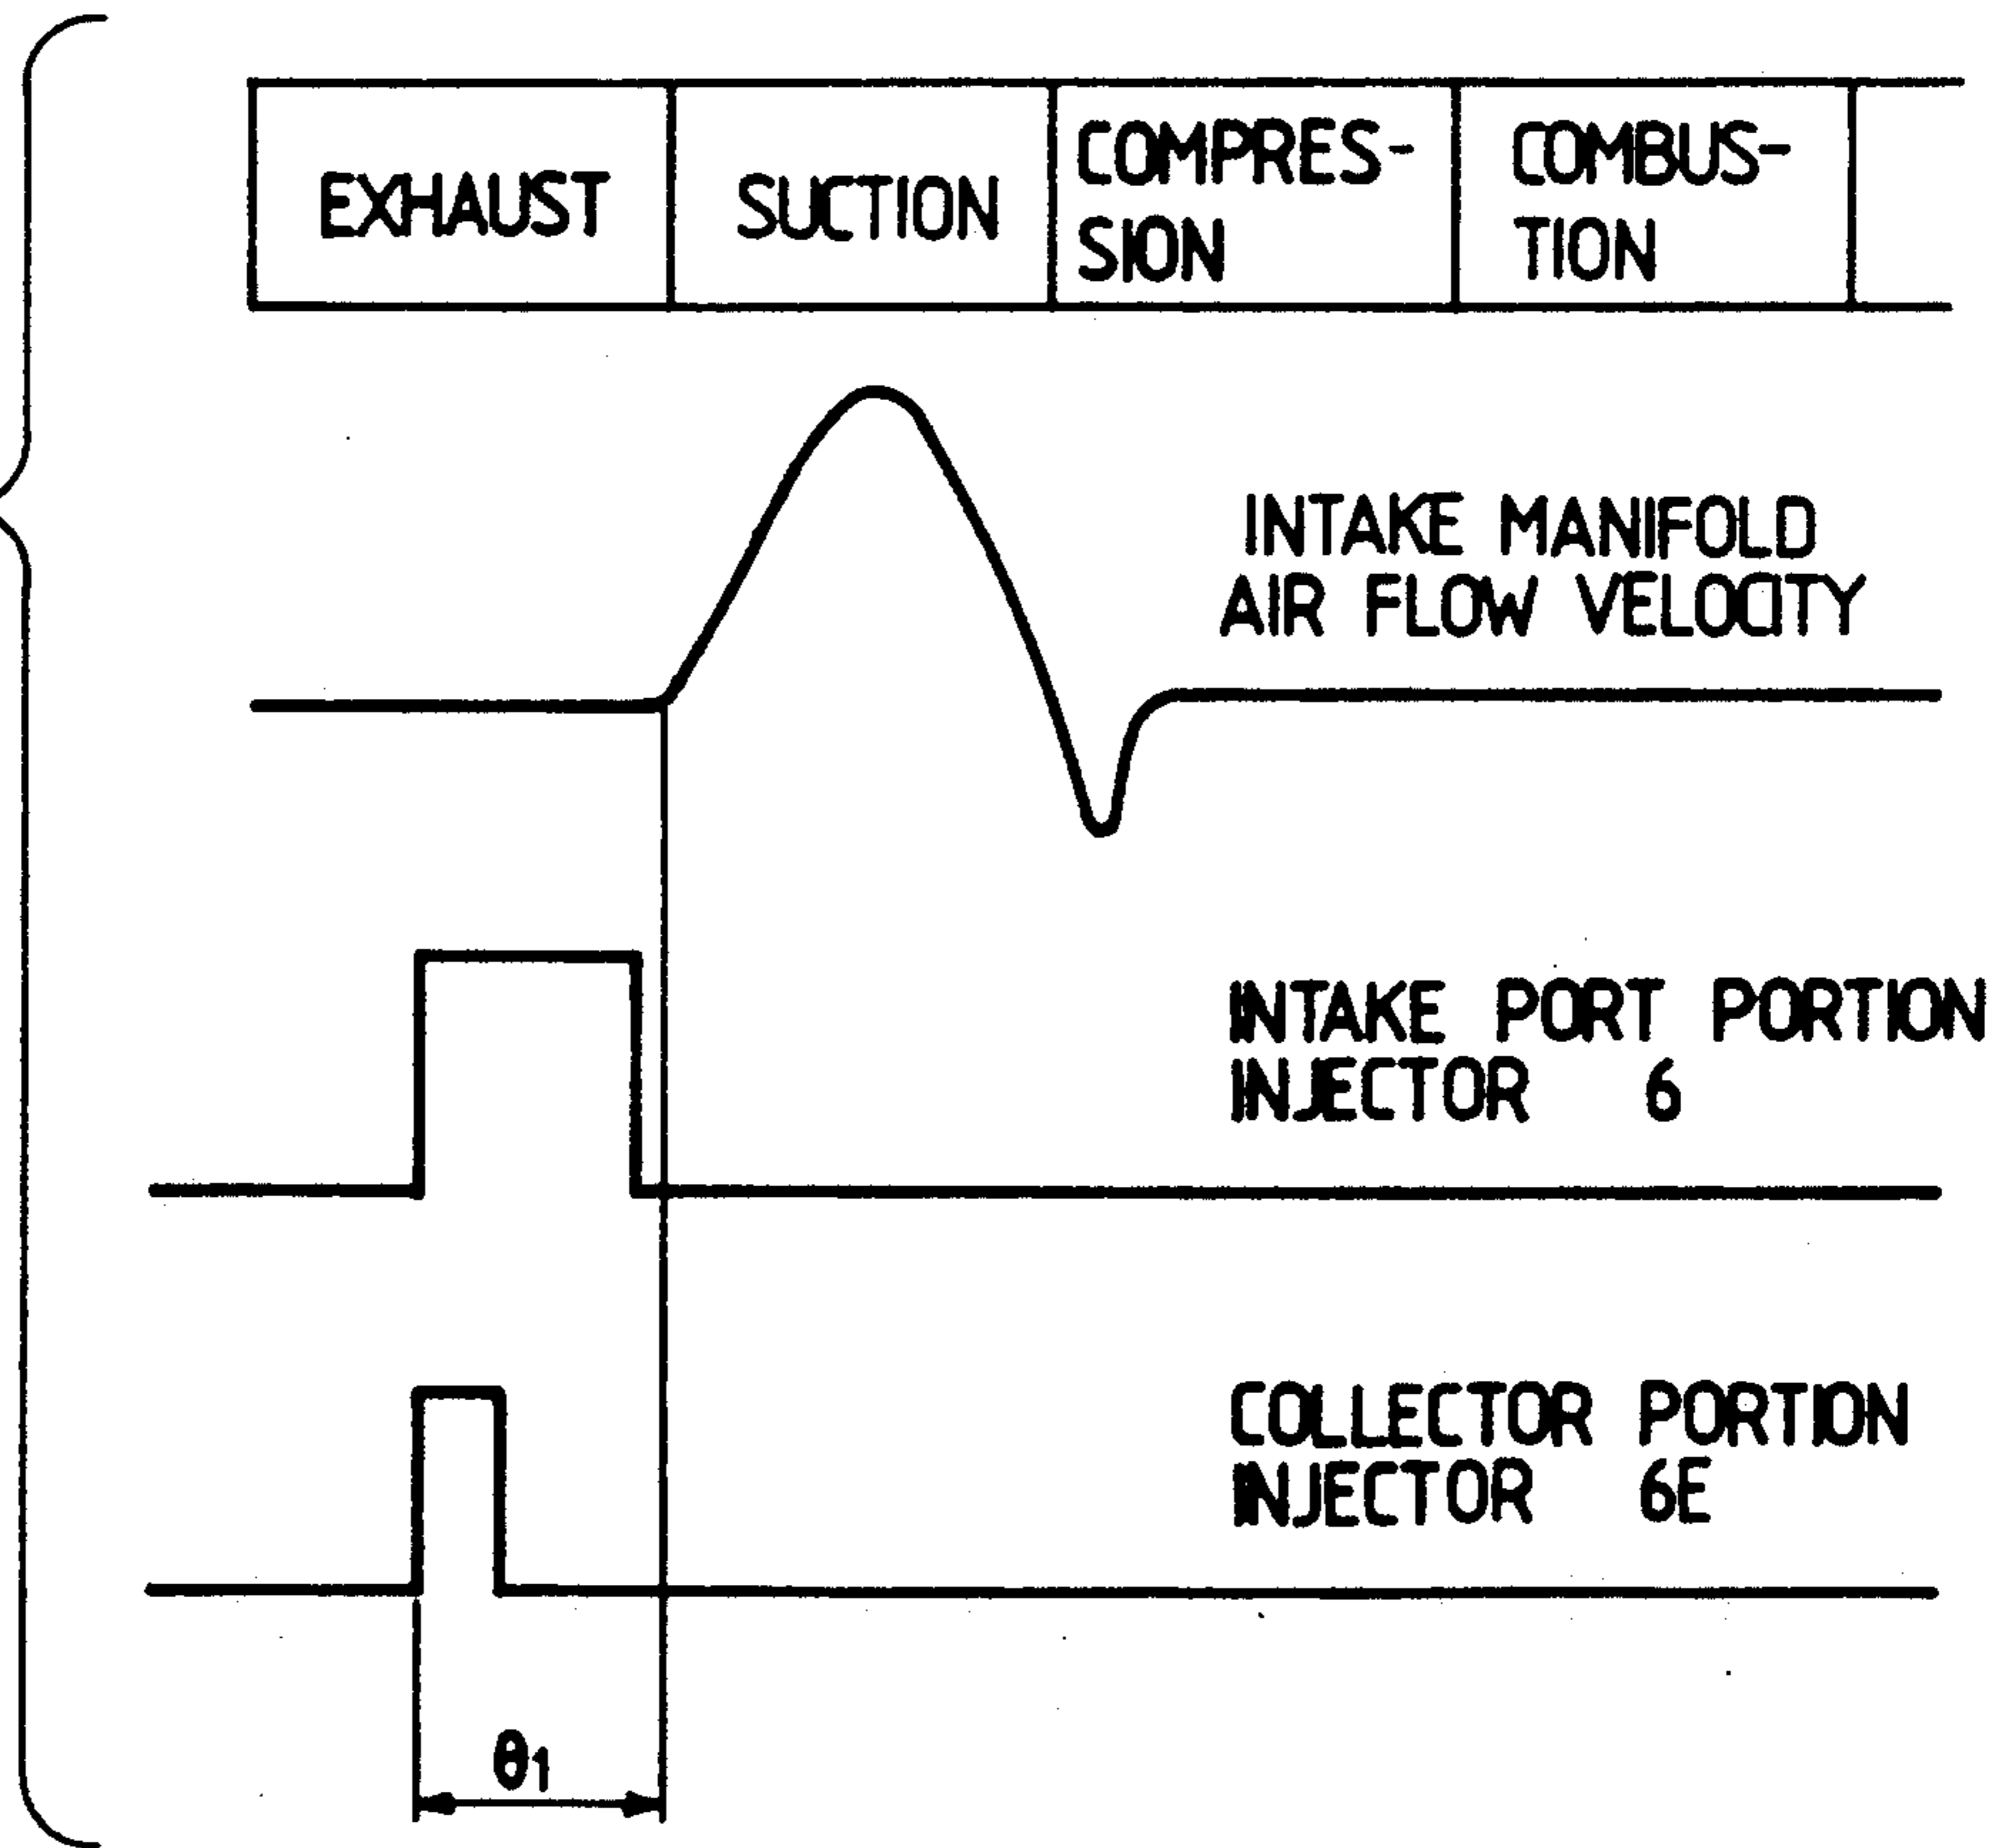 EXHAUST
SUCTION
COMPRES-
SION
COMBUS-
TION
INTAKE MANIFOLD
AIR FLOW VELOCITY
INTAKE PORT PORTION
INJECTOR 6
COLLECTOR PORTION
INJECTOR 6E
θ1